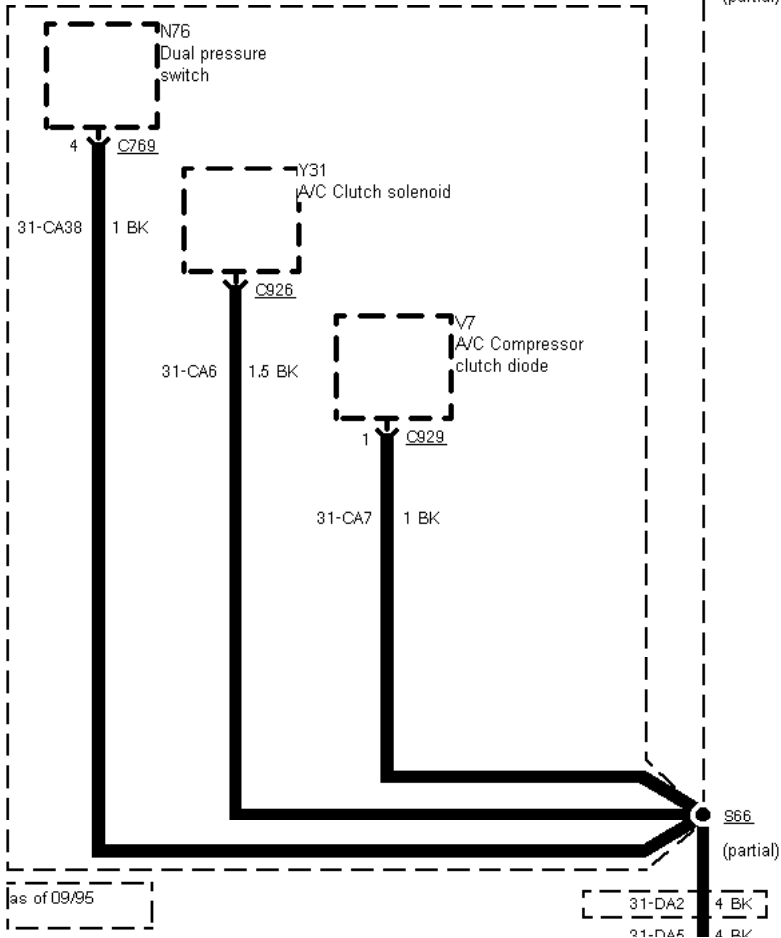 (partial)
N76
Dual pressure
switch
4 C769
31-CA38 1 BK
Y31
A/C Clutch solenoid
C926
31-CA6 1.5 BK
V7
A/C Compressor
clutch diode
1 C929
31-CA7 1 BK
S66
(partial)
as of 09/95
31-DA2 4 BK
31-DA5 4 BK